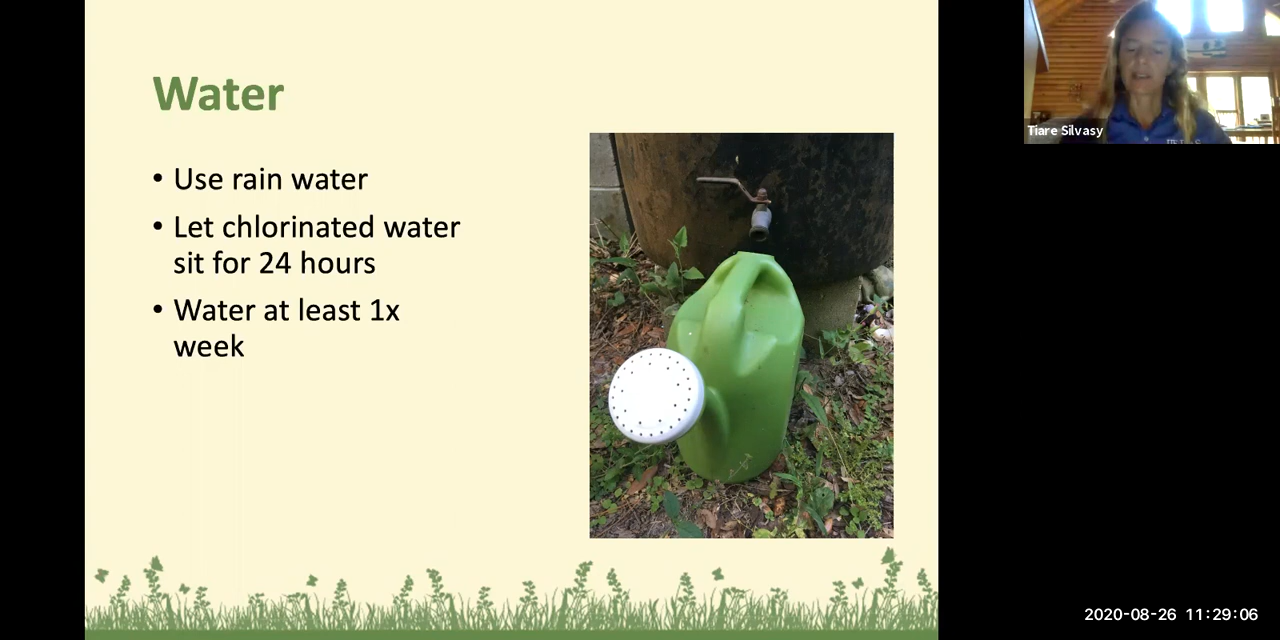 Water
• Use rain water
• Let chlorinated water
sit for 24 hours
• Water at least 1x
week
Tiare Silvasy
2020-08-26 11:29:06